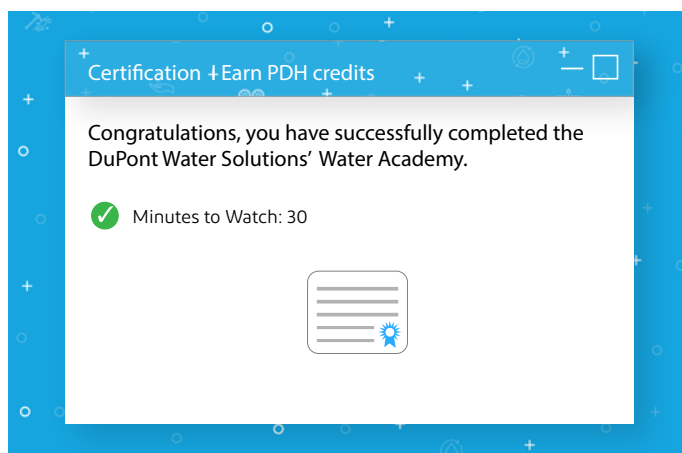 Certification + Earn PDH credits
Congratulations, you have successfully completed the
DuPont Water Solutions’ Water Academy.
Minutes to Watch: 30